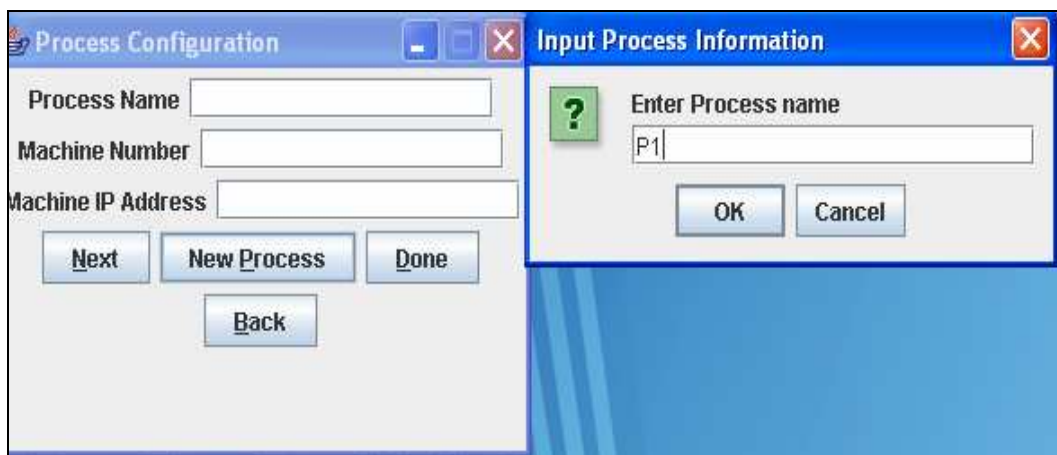 Process Configuration
Process Name
Machine Number
Machine IP Address
Next New Process Done
Back
Input Process Information
Enter Process name
P1
OK Cancel